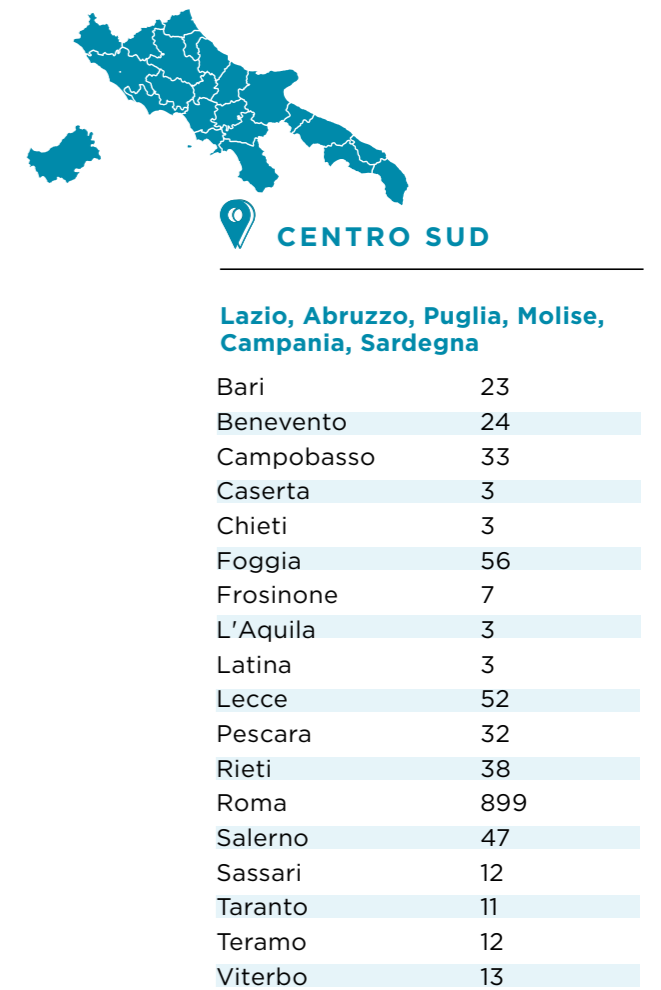 CENTRO SUD
Lazio, Abruzzo, Puglia, Molise,
Campania, Sardegna
Bari 23
Benevento 24
Campobasso 33
Caserta 3
Chieti 3
Foggia 56
Frosinone 7
L'Aquila 3
Latina 3
Lecce 52
Pescara 32
Rieti 38
Roma 899
Salerno 47
Sassari 12
Taranto 11
Teramo 12
Viterbo 13